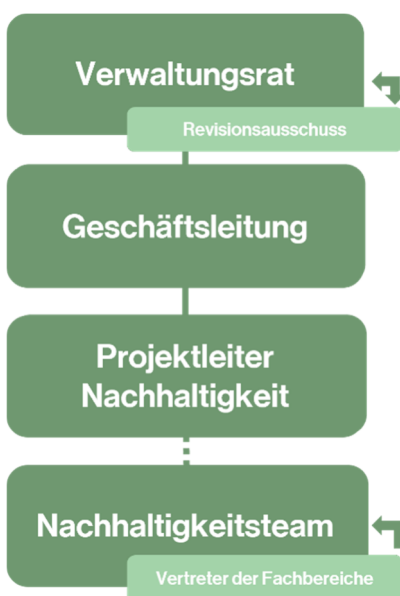 Verwaltungsrat
Revisionsausschuss
Geschäftsleitung
Projektleiter
Nachhaltigkeit
Nachhaltigkeitsteam
Vertreter der Fachbereiche